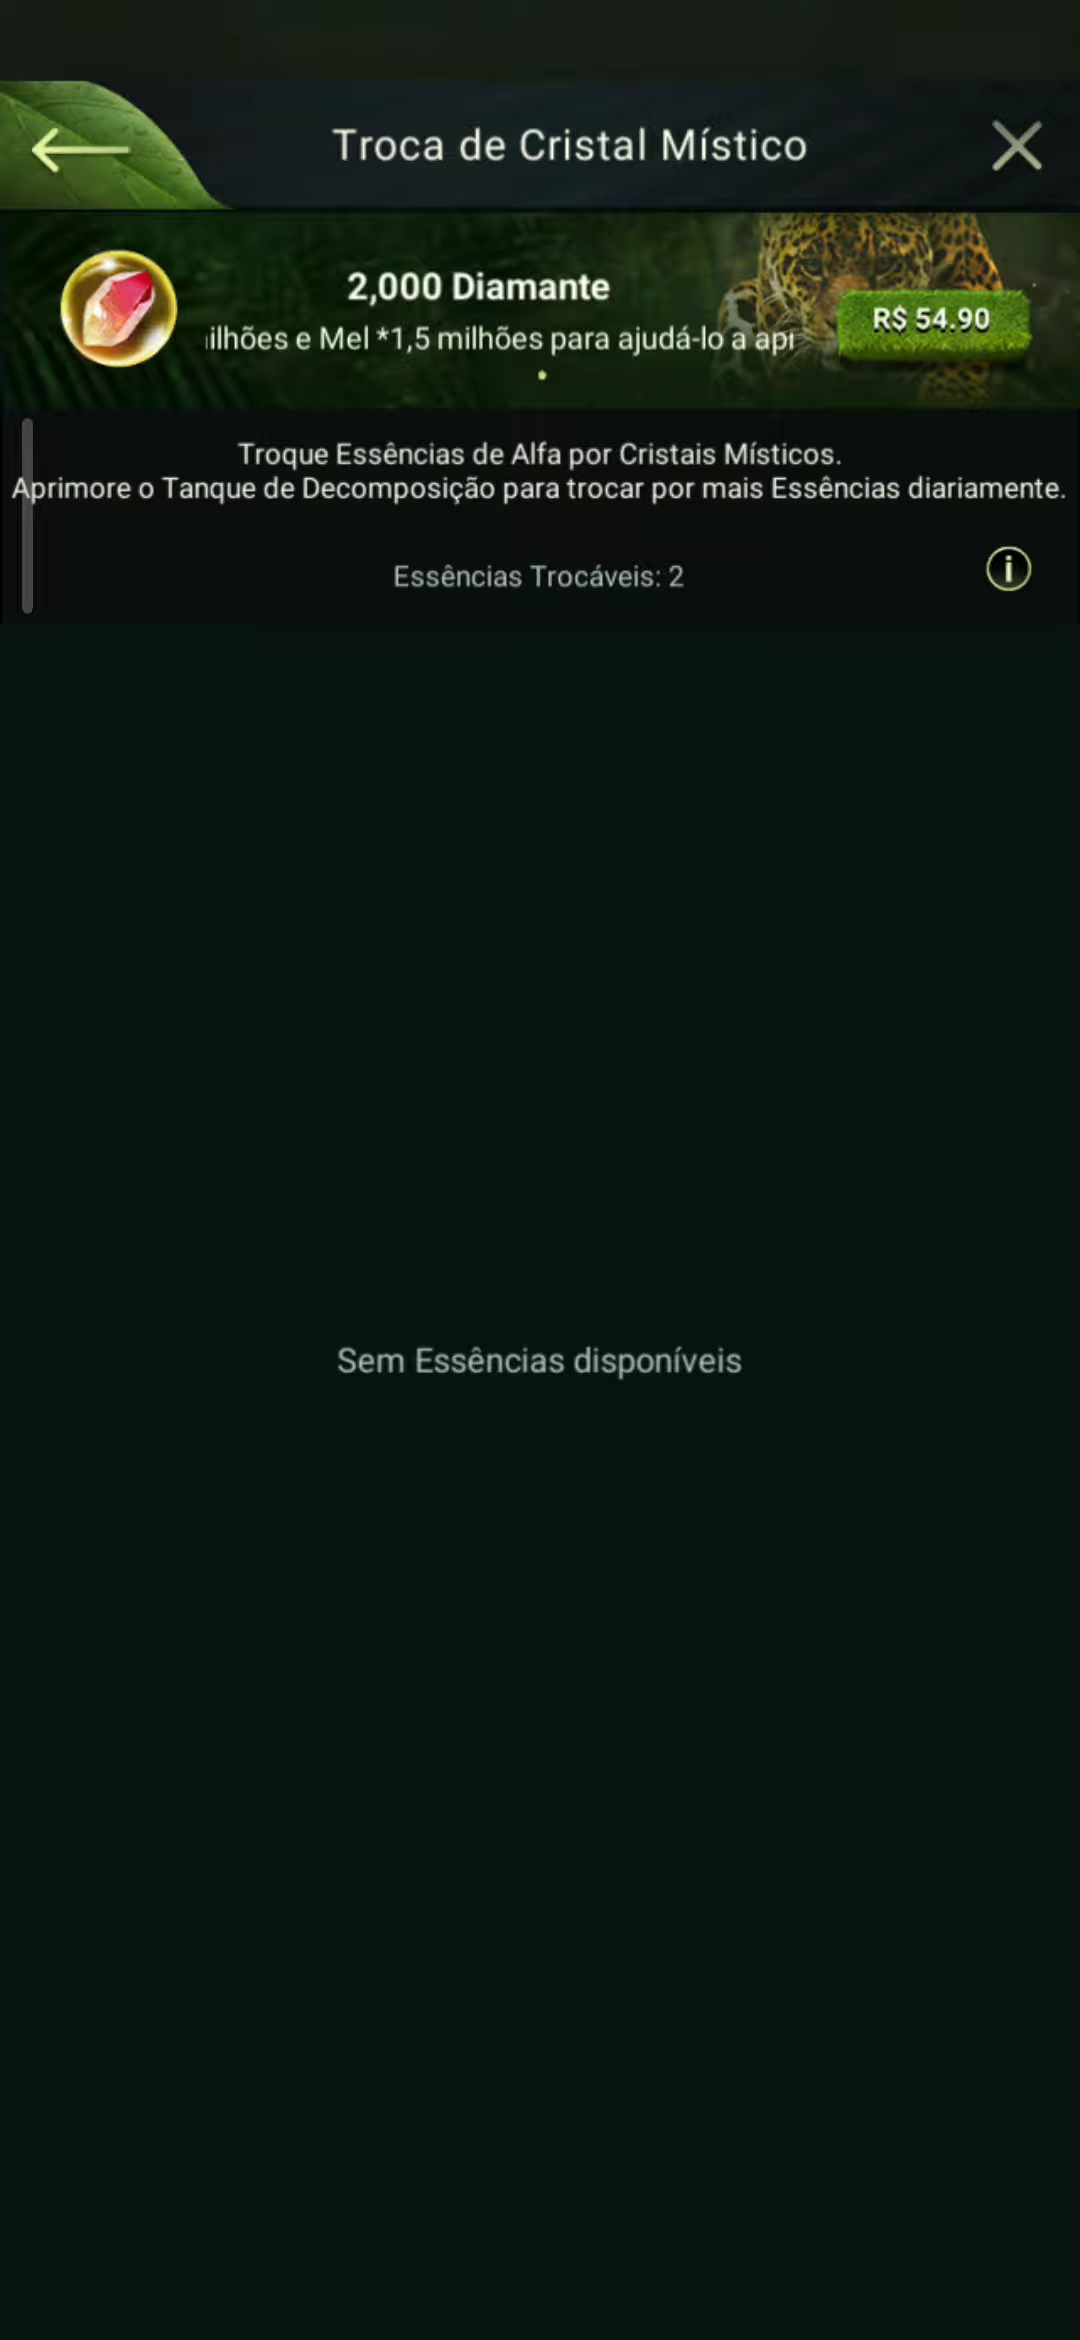 Troca de Cristal Místico
2,000 Diamante
e Mel *1,5 milhões para ajudá-lo a
R$ 54.90
Troque Essências de Alfa por Cristais Místicos.
Aprimore o Tanque de Decomposição para trocar por mais Essências diariamente.
Essências Trocáveis: 2
Sem Essências disponíveis